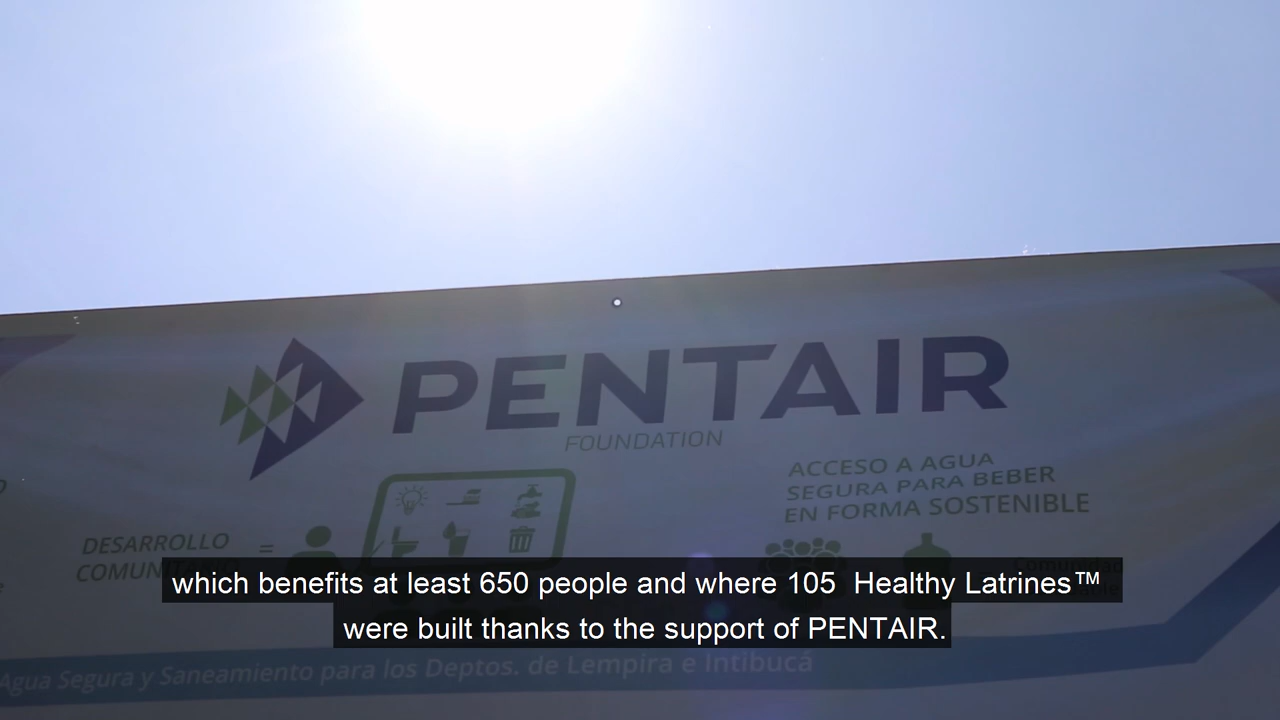 PENTAIR
FOUNDATION
ACCESO A AGUA
SEGURA PARA BEBER
EN FORMA SOSTENIBLE
DESARROLLO
=
which benefits at least 650 people and where 105  Healthy Latrines™
were built thanks to the support of PENTAIR.
Agua Segura y Saneamiento para los Deptos. de Lempira e Intibucá